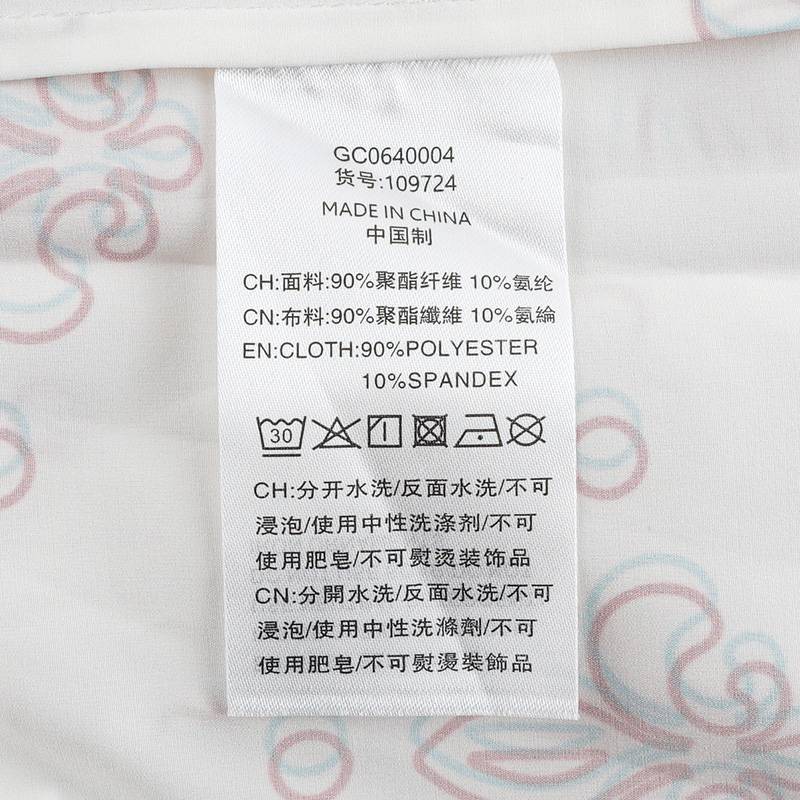 GC0640004
货号:109724
MADE IN CHINA
中国制
CH:面料:90%聚酯纤维 10%氨纶
CN:布料:90%聚酯纖維 10%氨綸
EN:CLOTH:90%POLYESTER
10%SPANDEX
30
CH:分开水洗/反面水洗/不可
浸泡/使用中性洗涤剂/不可
使用肥皂/不可熨烫装饰品
CN:分開水洗/反面水洗/不可
浸泡/使用中性洗滌劑/不可
使用肥皂/不可熨燙裝飾品